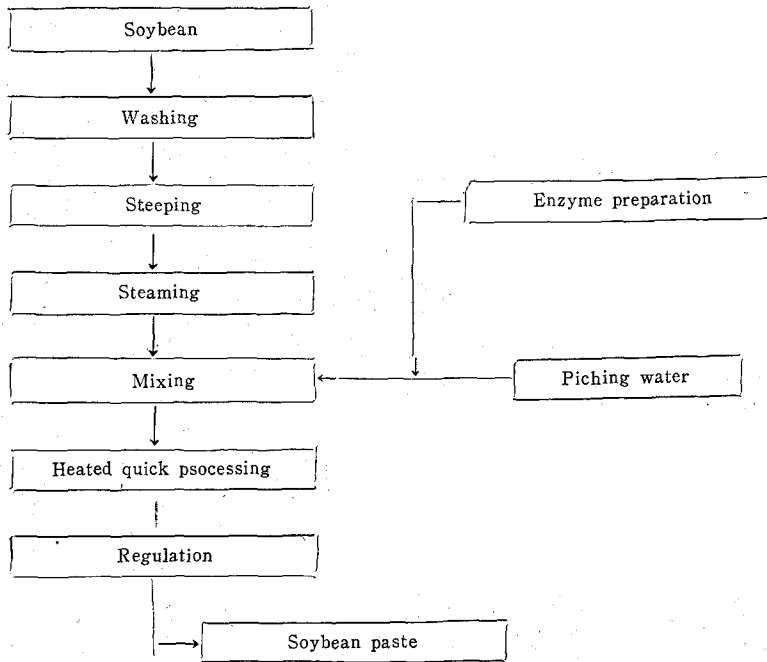 Soybean
Washing
Steeping
Enzyme preparation
Steaming
Mixing
Piching water
Heated quick psocessing
Regulation
Soybean paste